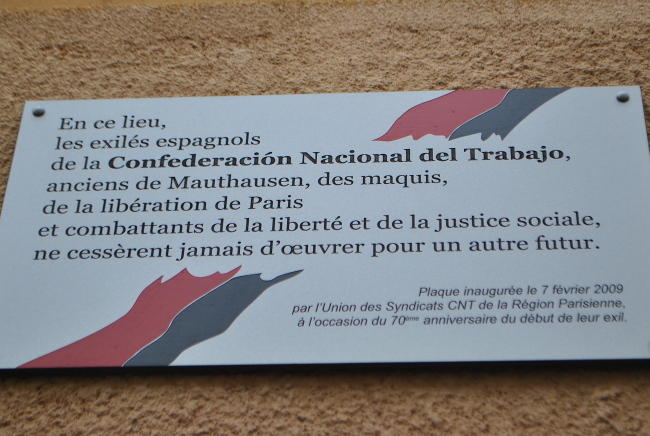 En ce lieu,
les exilés espagnols
de la Confederación Nacional del Trabajo,
anciens de Mauthausen, des maquis,
de la libération de Paris
et combattants de la liberté et de la justice sociale,
ne cessèrent jamais d'œuvrer pour un autre futur.
Plaque inaugurée le 7 février 2009
par l'Union des Syndicats CNT de la Région Parisienne,
à l'occasion du 70ème anniversaire du début de leur exil.